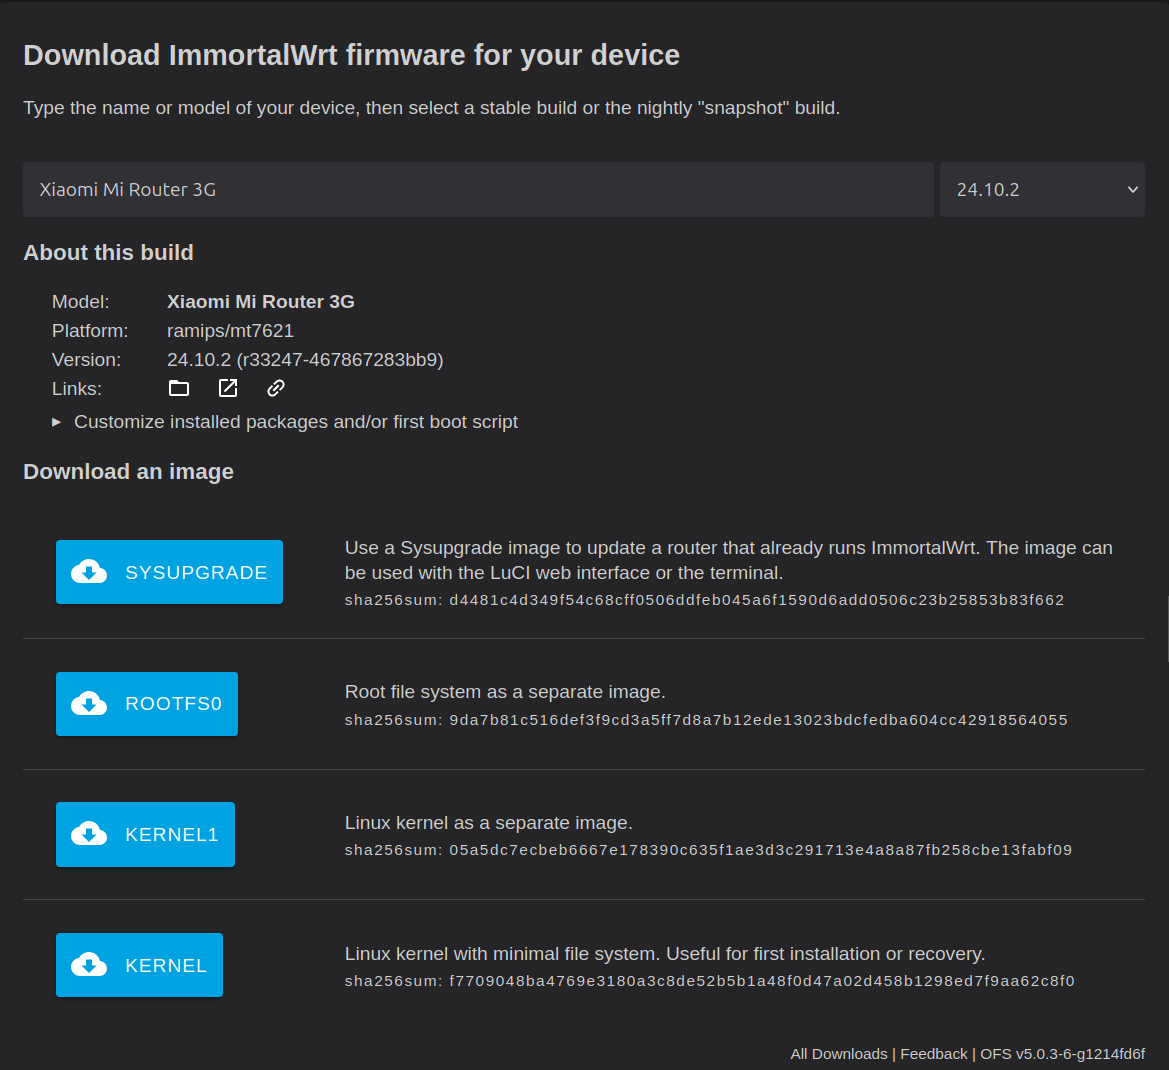 Download ImmortalWrt firmware for your device
Type the name or model of your device, then select a stable build or the nightly "snapshot" build.
Xiaomi Mi Router 3G
24.10.2
About this build
Model: Xiaomi Mi Router 3G
Platform: ramips/mt7621
Version: 24.10.2 (r33247-467867283bb9)
Links:
► Customize installed packages and/or first boot script
Download an image
SYSUPGRADE
Use a Sysupgrade image to update a router that already runs ImmortalWrt. The image can
be used with the LuCI web interface or the terminal.
sha256sum: d4481c4d349f54c68cff0506ddfeb045a6f1590d6add0506c23b25853b83f662
ROOTFS0
Root file system as a separate image.
sha256sum: 9da7b81c516def3f9cd3a5ff7d8a7b12ede13023bdcfedba604cc42918564055
KERNEL1
Linux kernel as a separate image.
sha256sum: 05a5dc7ecbeb6667e178390c635f1ae3d3c291713e4a8a87fb258cbe13fabf09
KERNEL
Linux kernel with minimal file system. Useful for first installation or recovery.
sha256sum: f7709048ba4769e3180a3c8de52b5b1a48f0d47a02d458b1298ed7f9aa62c8f0
All Downloads | Feedback | OFS v5.0.3-6-g1214fd6f